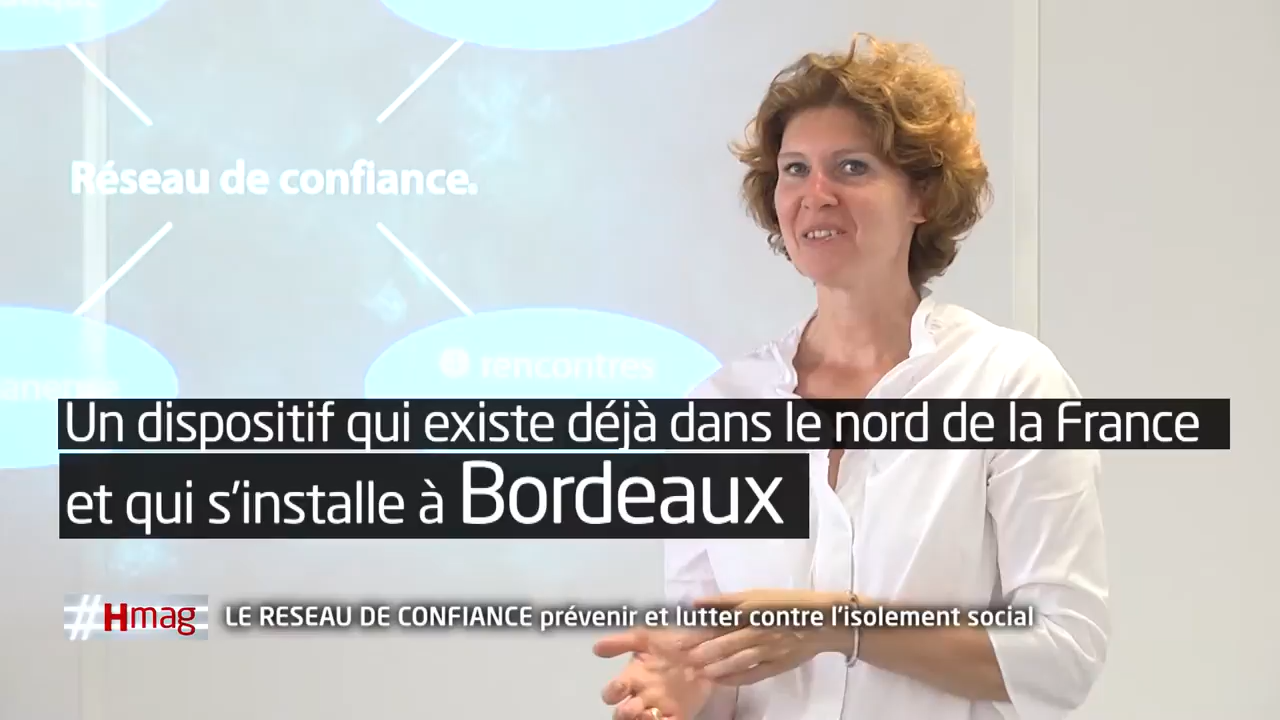 Réseau de confiance.
rencontres
Un dispositif qui existe déjà dans le nord de la France
et qui s'installe à Bordeaux
#Hmag LE RESEAU DE CONFIANCE prévenir et lutter contre l'isolement social